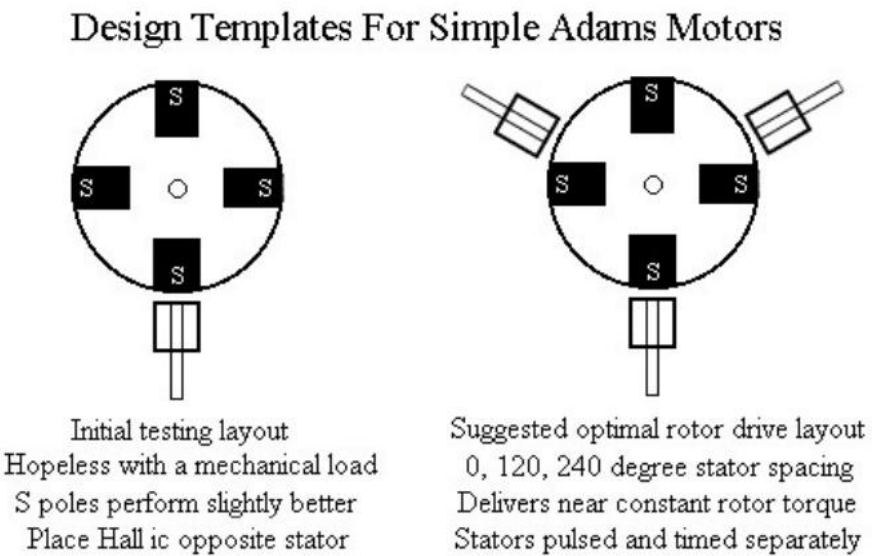 Design Templates For Simple Adams Motors
S
S
S
S
S
S
S
S
Initial testing layout
Hopeless with a mechanical load
S poles perform slightly better
Place Hall ic opposite stator
Suggested optimal rotor drive layout
0, 120, 240 degree stator spacing
Delivers near constant rotor torque
Stators pulsed and timed separately